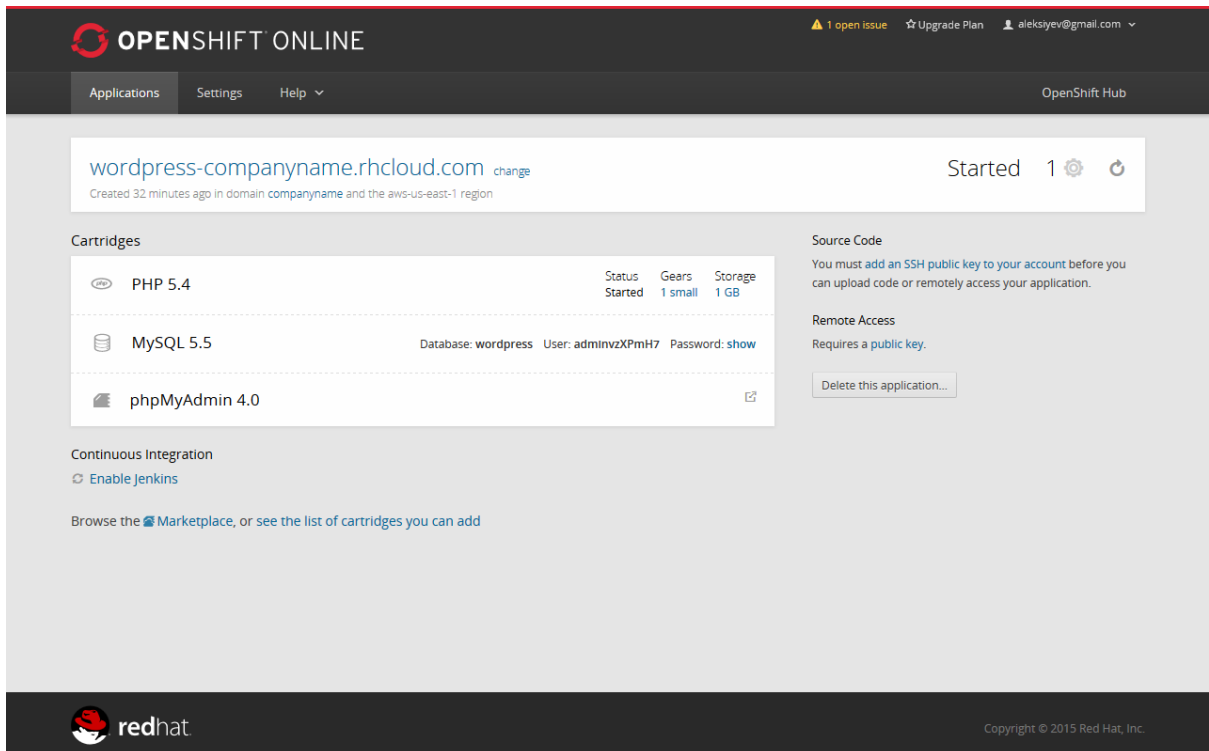 OPENSHIFT ONLINE
1 open issue Upgrade Plan aleksiyev@gmail.com
Applications Settings Help OpenShift Hub
wordpress-companyname.rhcloud.com change
Started 1
Created 32 minutes ago in domain companyname and the aws-us-east-1 region
Cartridges
php PHP 5.4
Status Gears Storage
Started 1 small 1 GB
MySQL 5.5 Database: wordpress User: adminvzXPmH7 Password: show
phpMyAdmin 4.0
Continuous Integration
Enable Jenkins
Browse the Marketplace, or see the list of cartridges you can add
Source Code
You must add an SSH public key to your account before you
can upload code or remotely access your application.
Remote Access
Requires a public key.
Delete this application...
redhat.
Copyright © 2015 Red Hat, Inc.